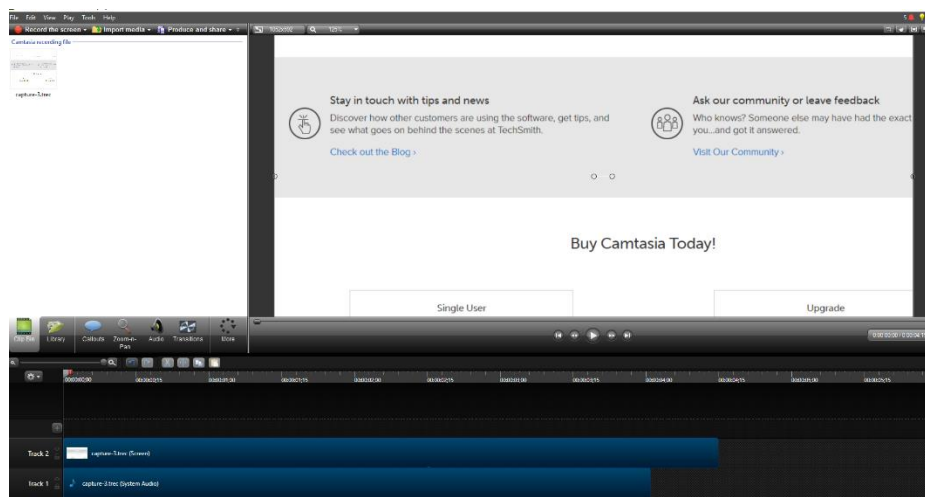 File Edit View Play Tools Help
Record the screen Import media Produce and share
125%
Camtasia recording file
capture-3.trec
Stay in touch with tips and news
Discover how other customers are using the software, get tips, and
see what goes on behind the scenes at TechSmith.
Check out the Blog ›
Ask our community or leave feedback
Who knows? Someone else may have had the exact
you...and got it answered.
Visit Our Community ›
Buy Camtasia Today!
Single User
Upgrade
Clip Bin
Library
Callouts
Zoom-n-
Pan
Audio
Transitions
More
Track 2
capture-3.trec (Screen)
Track 1
capture-3.trec (System Audio)